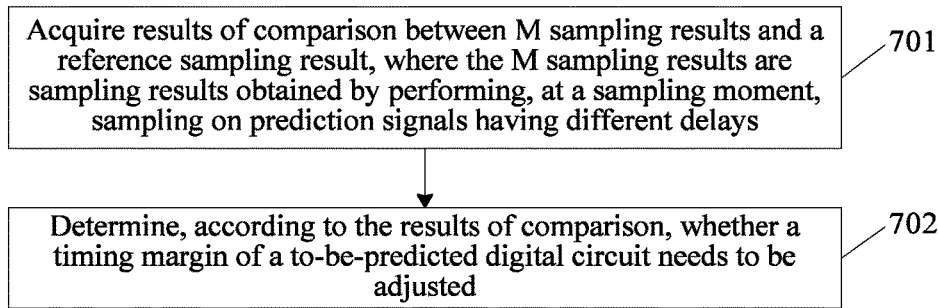 Acquire results of comparison between M sampling results and a
reference sampling result, where the M sampling results are
sampling results obtained by performing, at a sampling moment,
sampling on prediction signals having different delays
701
Determine, according to the results of comparison, whether a
timing margin of a to-be-predicted digital circuit needs to be
adjusted
702